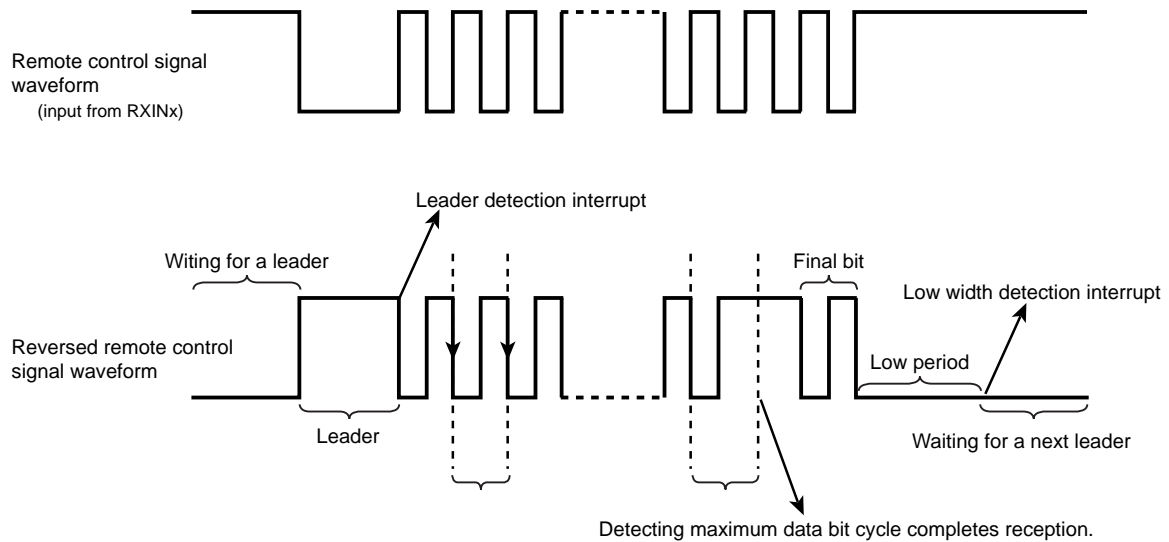 Remote control signal
waveform
(input from RXINx)
Leader detection interrupt
Witing for a leader
Final bit
Low width detection interrupt
Reversed remote control
signal waveform
Low period
Leader
Waiting for a next leader
Detecting maximum data bit cycle completes reception.